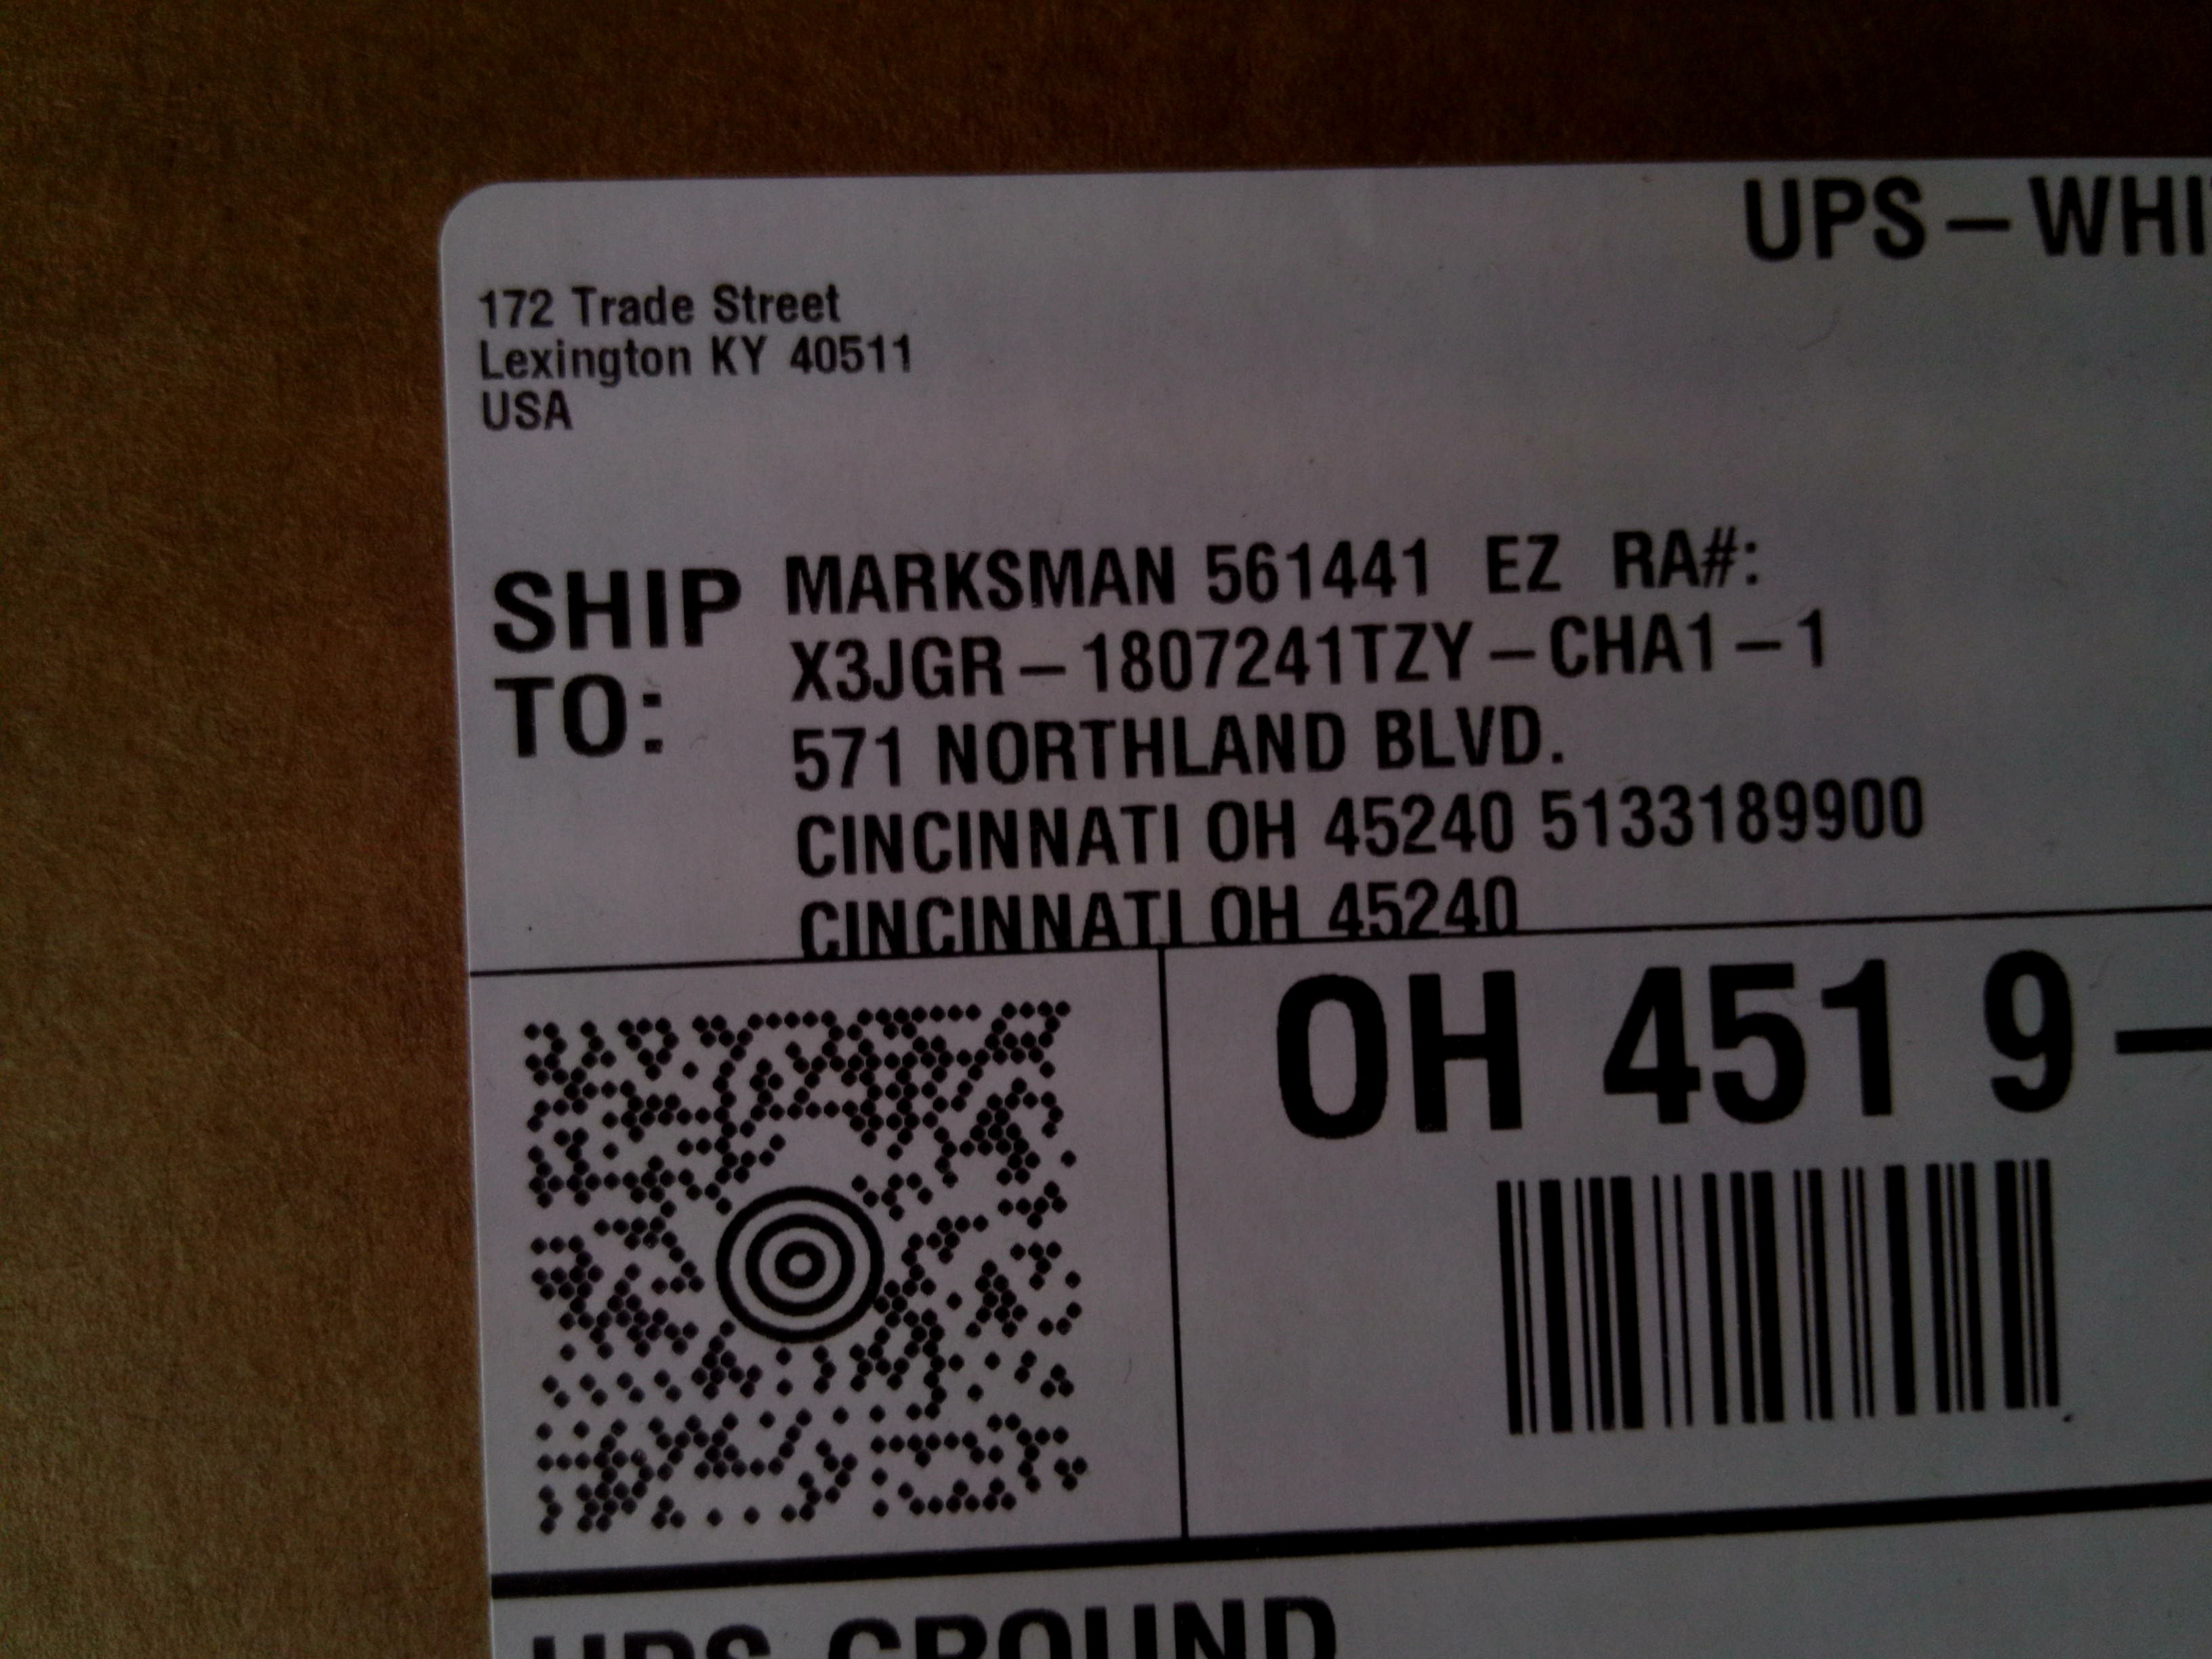 UPS – WHI
172 Trade Street
Lexington KY 40511
USA
SHIP TO:
MARKSMAN 561441 EZ RA#:
X3JGR – 1807241TZY – CHA1 – 1
571 NORTHLAND BLVD.
CINCINNATI OH 45240 5133189900
CINCINNATI OH 45240
OH 451 9 –
UPS GROUND